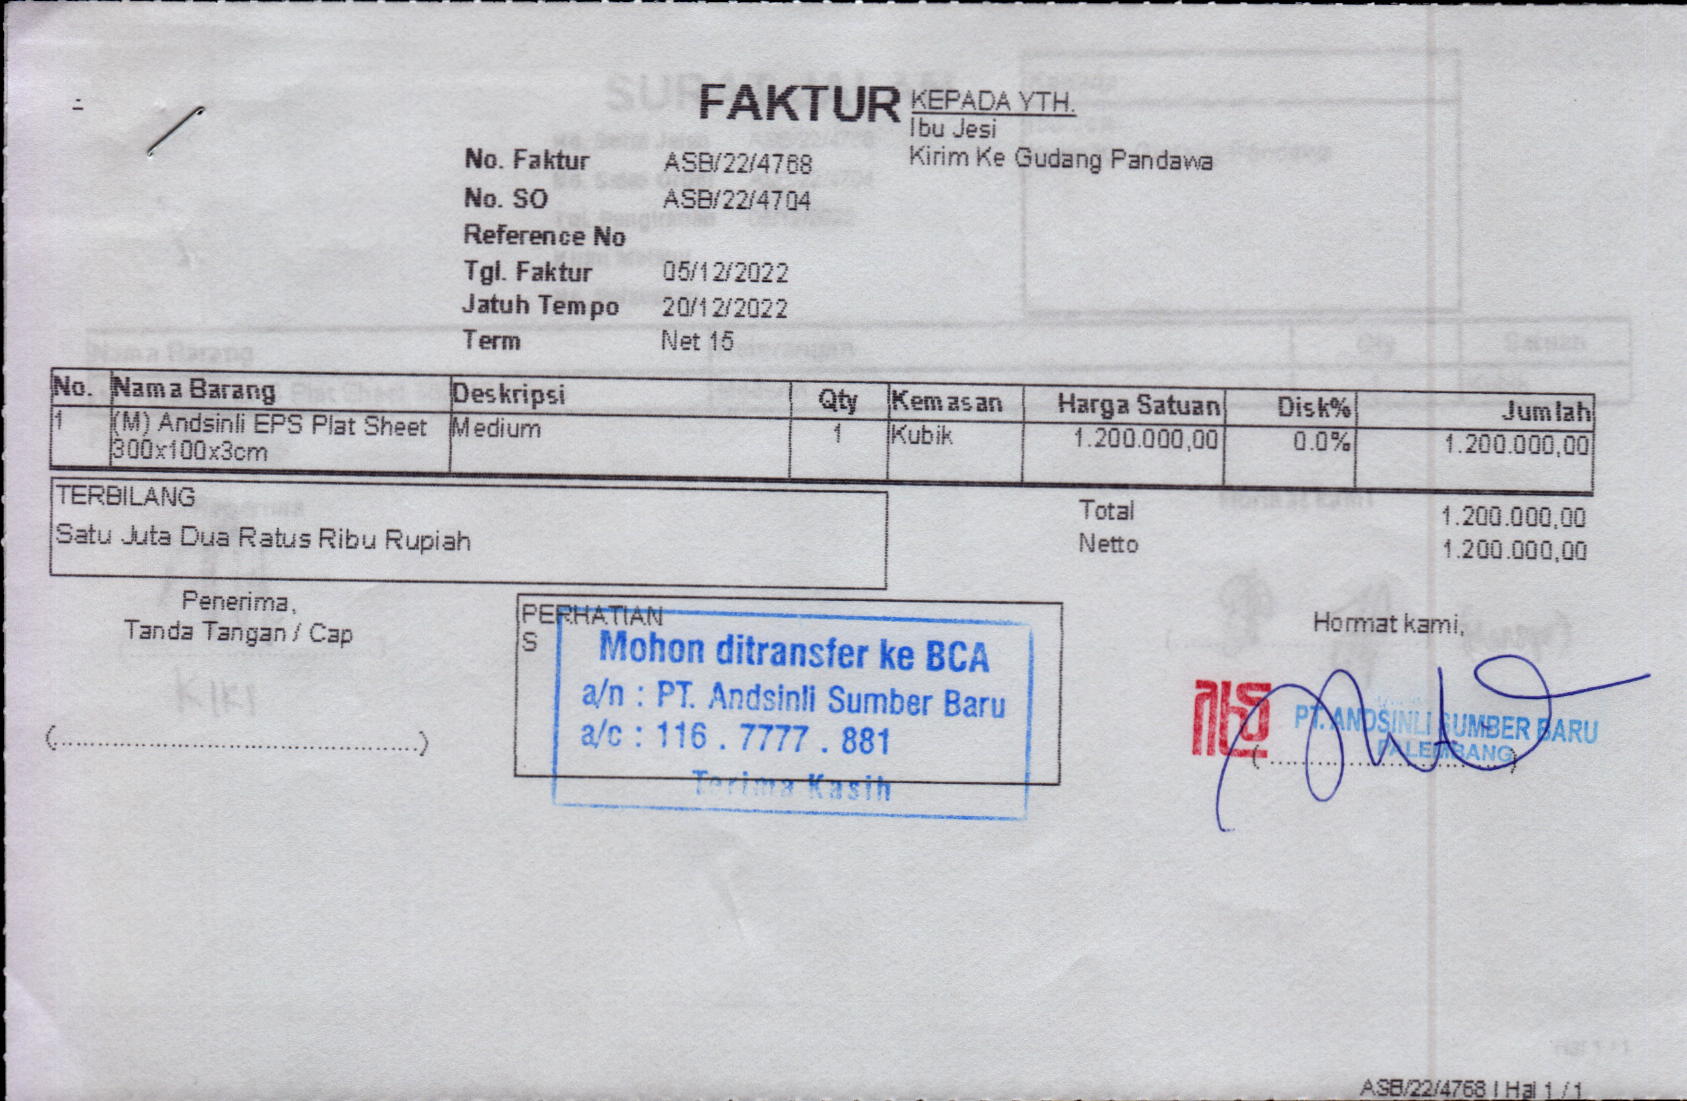 FAKTUR
KEPADA YTH.
Ibu Jesi
Kirim Ke Gudang Pandawa
No. Faktur ASB/22/4768
No. SO ASB/22/4704
Reference No
Tgl. Faktur 05/12/2022
Jatuh Tempo 20/12/2022
Term Net 15
No. Nama Barang Deskripsi Qty Kemasan Harga Satuan Disk% Jumlah
1 (M) Andsinli EPS Plat Sheet Medium 1 Kubik 1.200.000,00 0.0% 1.200.000,00
300x100x3cm
TERBILANG
Satu Juta Dua Ratus Ribu Rupiah
Total 1.200.000,00
Netto 1.200.000,00
Penerima,
Tanda Tangan / Cap
KIKI
(............................................)
PERHATIAN
S
Mohon ditransfer ke BCA
a/n : PT. Andsinli Sumber Baru
a/c : 116 . 7777 . 881
Terima Kasih
Hormat kami,
PT. ANDSINLI SUMBER BARU
PALEMBANG
(..............................)
ASB/22/4768 | Hal 1 / 1